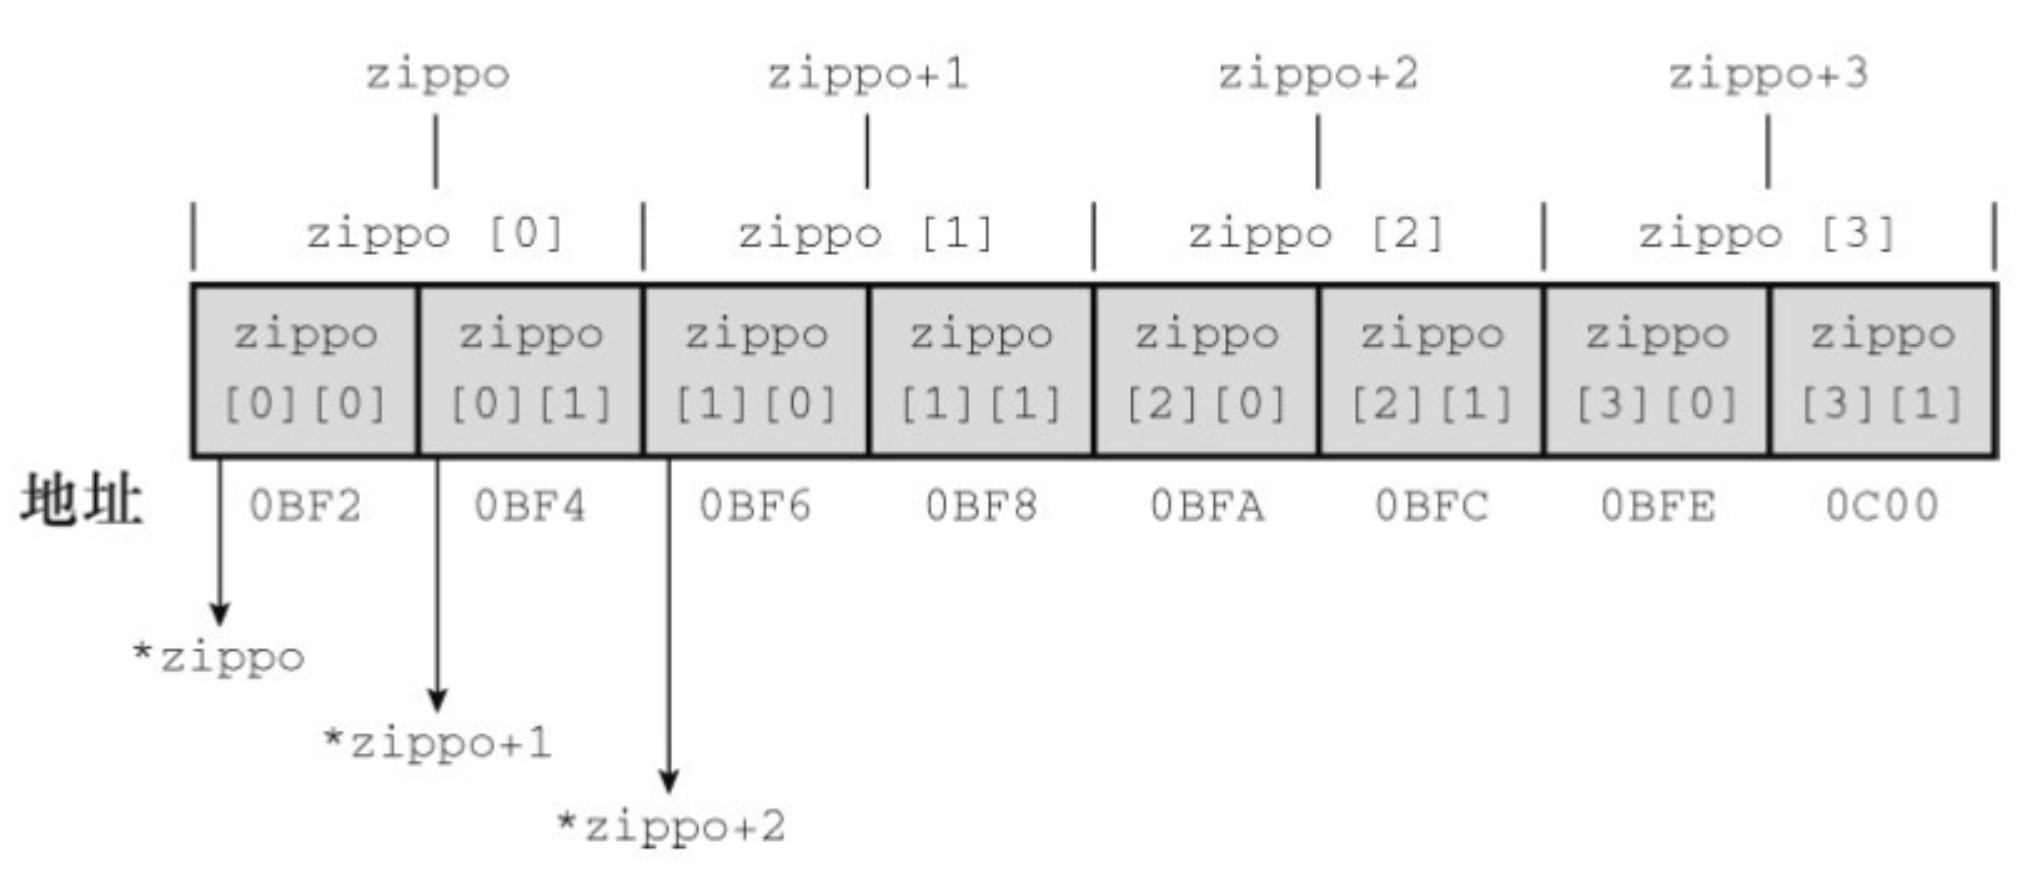 zippo zippo+1 zippo+2 zippo+3
zippo [0] zippo [1] zippo [2] zippo [3]
zippo zippo zippo zippo zippo zippo zippo zippo
[0][0] [0][1] [1][0] [1][1] [2][0] [2][1] [3][0] [3][1]
地址 0BF2 0BF4 0BF6 0BF8 0BFA 0BFC 0BFE 0C00
*zippo
*zippo+1
*zippo+2